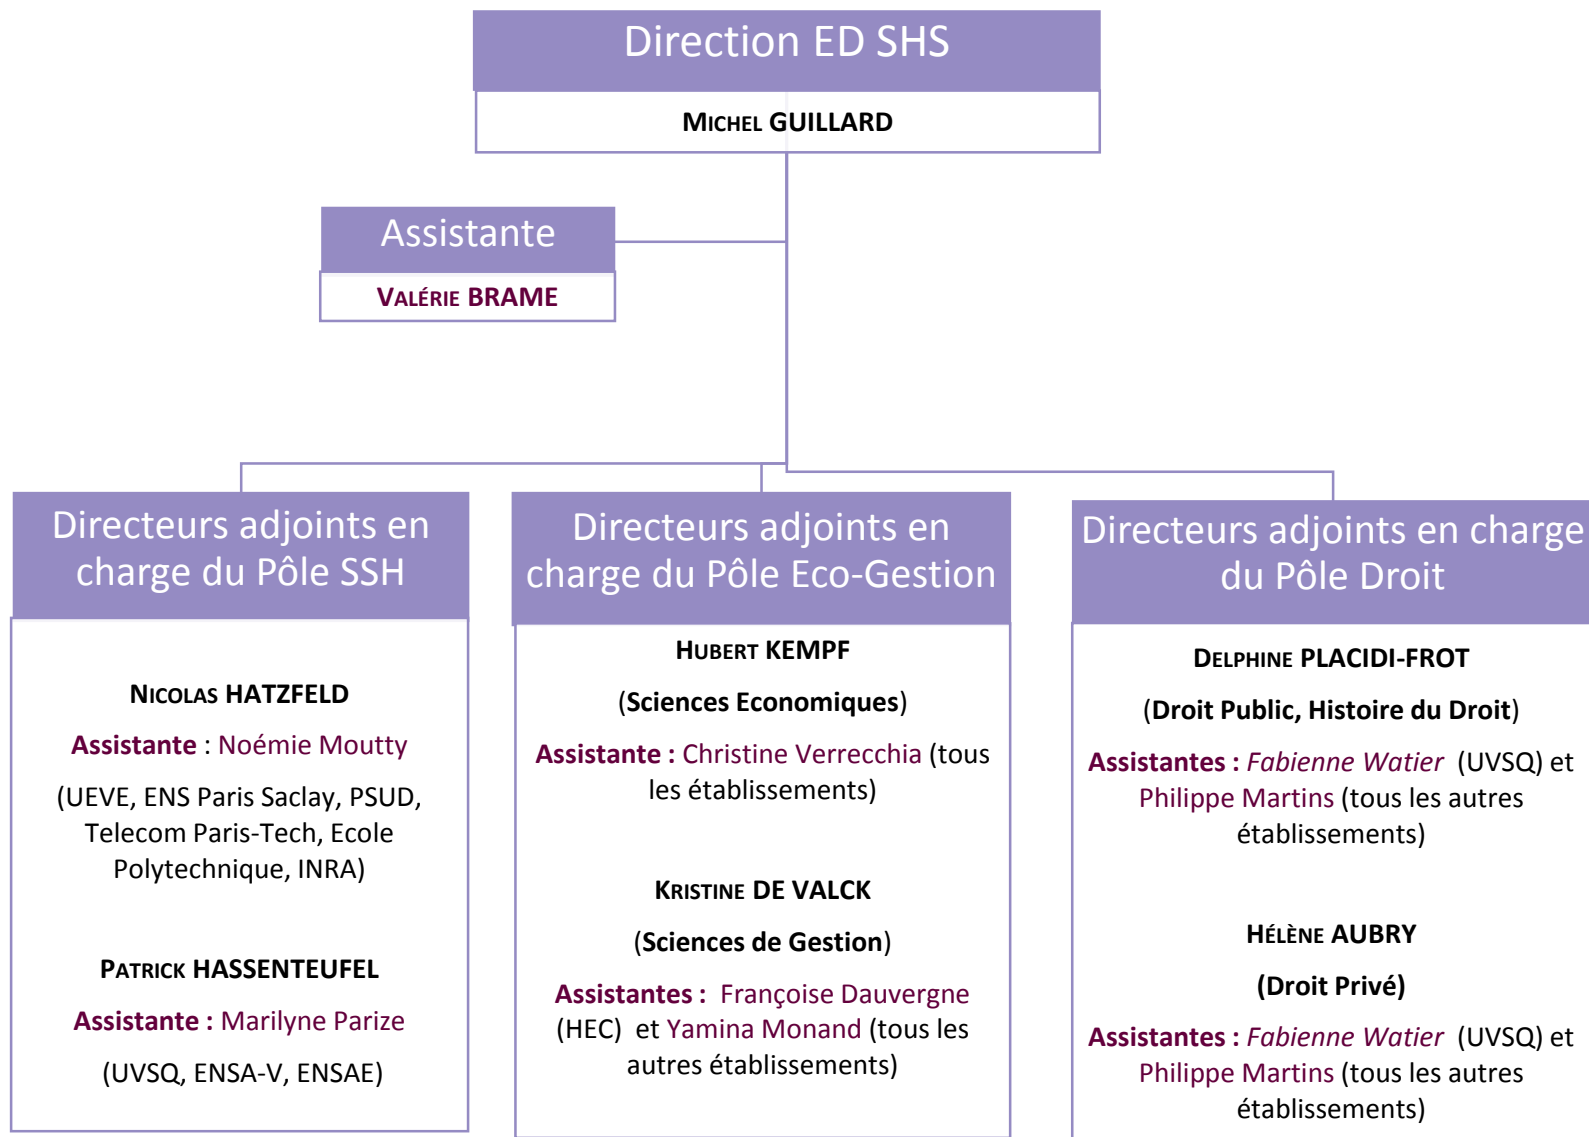 Direction ED SHS
MICHEL GUILLARD
Assistante
VALÉRIE BRAME
Directeurs adjoints en
charge du Pôle SSH
NICOLAS HATZFELD
Assistante : Noémie Moutty
(UEVE, ENS Paris Saclay, PSUD,
Telecom Paris-Tech, Ecole
Polytechnique, INRA)
PATRICK HASSENTEUFEL
Assistante : Marilyne Parize
(UVSQ, ENSA-V, ENSAE)
Directeurs adjoints en
charge du Pôle Eco-Gestion
HUBERT KEMPF
(Sciences Economiques)
Assistante : Christine Verrecchia (tous
les établissements)
KRISTINE DE VALCK
(Sciences de Gestion)
Assistantes : Françoise Dauvergne
(HEC) et Yamina Monand (tous les
autres établissements)
Directeurs adjoints en charge
du Pôle Droit
DELPHINE PLACIDI-FROT
(Droit Public, Histoire du Droit)
Assistantes : Fabienne Watier (UVSQ) et
Philippe Martins (tous les autres
établissements)
HÉLÈNE AUBRY
(Droit Privé)
Assistantes : Fabienne Watier (UVSQ) et
Philippe Martins (tous les autres
établissements)